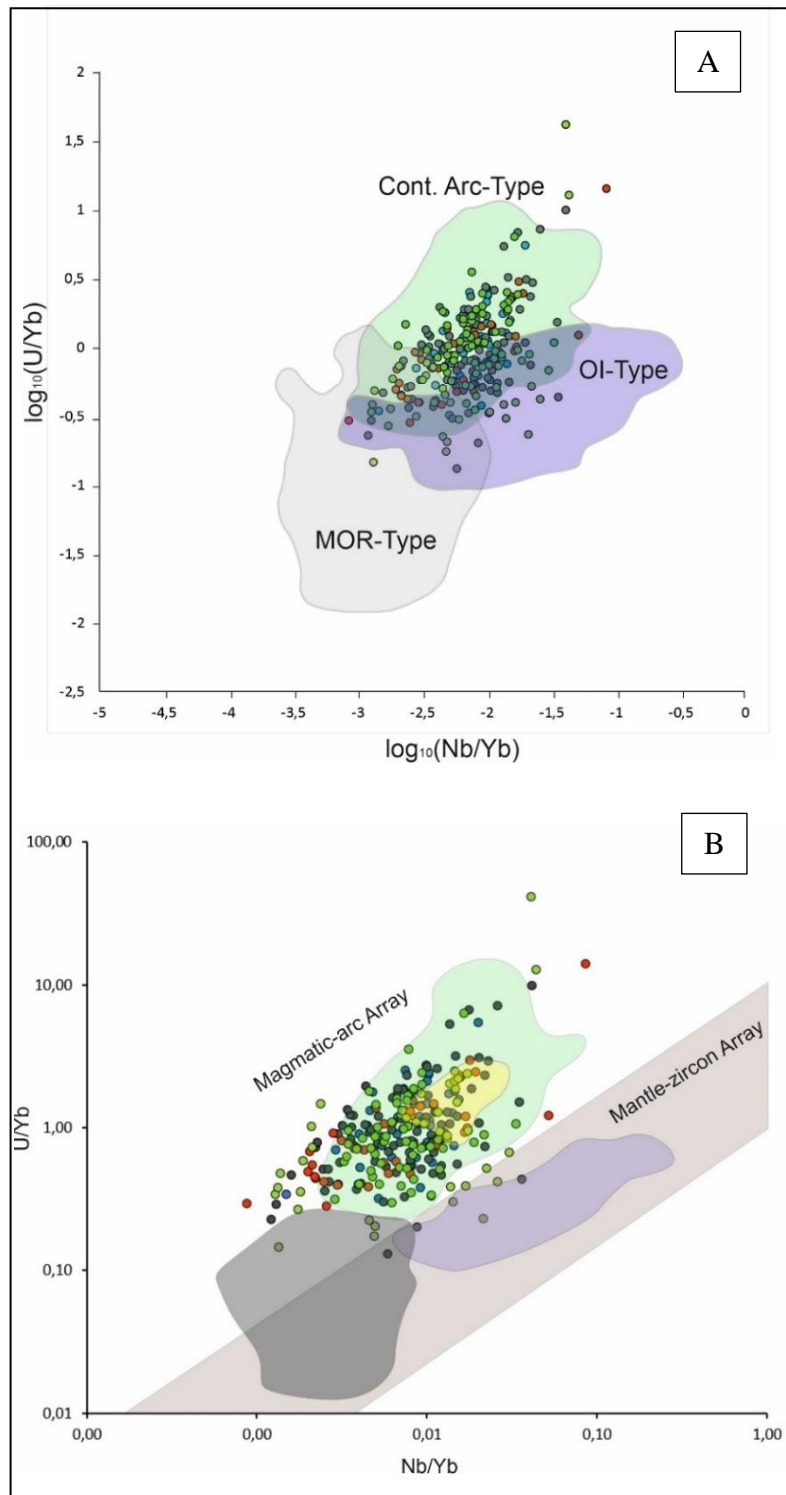 A
2
1,5
1
0,5
0
-0,5
-1
-1,5
-2
-2,5
log₁₀(U/Yb)
Cont. Arc-Type
OI-Type
MOR-Type
-5 -4 -3,5 -3 -2,5 -2 -1,5 -1 -0,5 0
log₁₀(Nb/Yb)
B
100,00
10,00
1,00
0,10
0,01
U/Yb
Magmatic-arc Array
Mantle-zircon Array
0,00 0,00 0,01 0,10 1,00
Nb/Yb